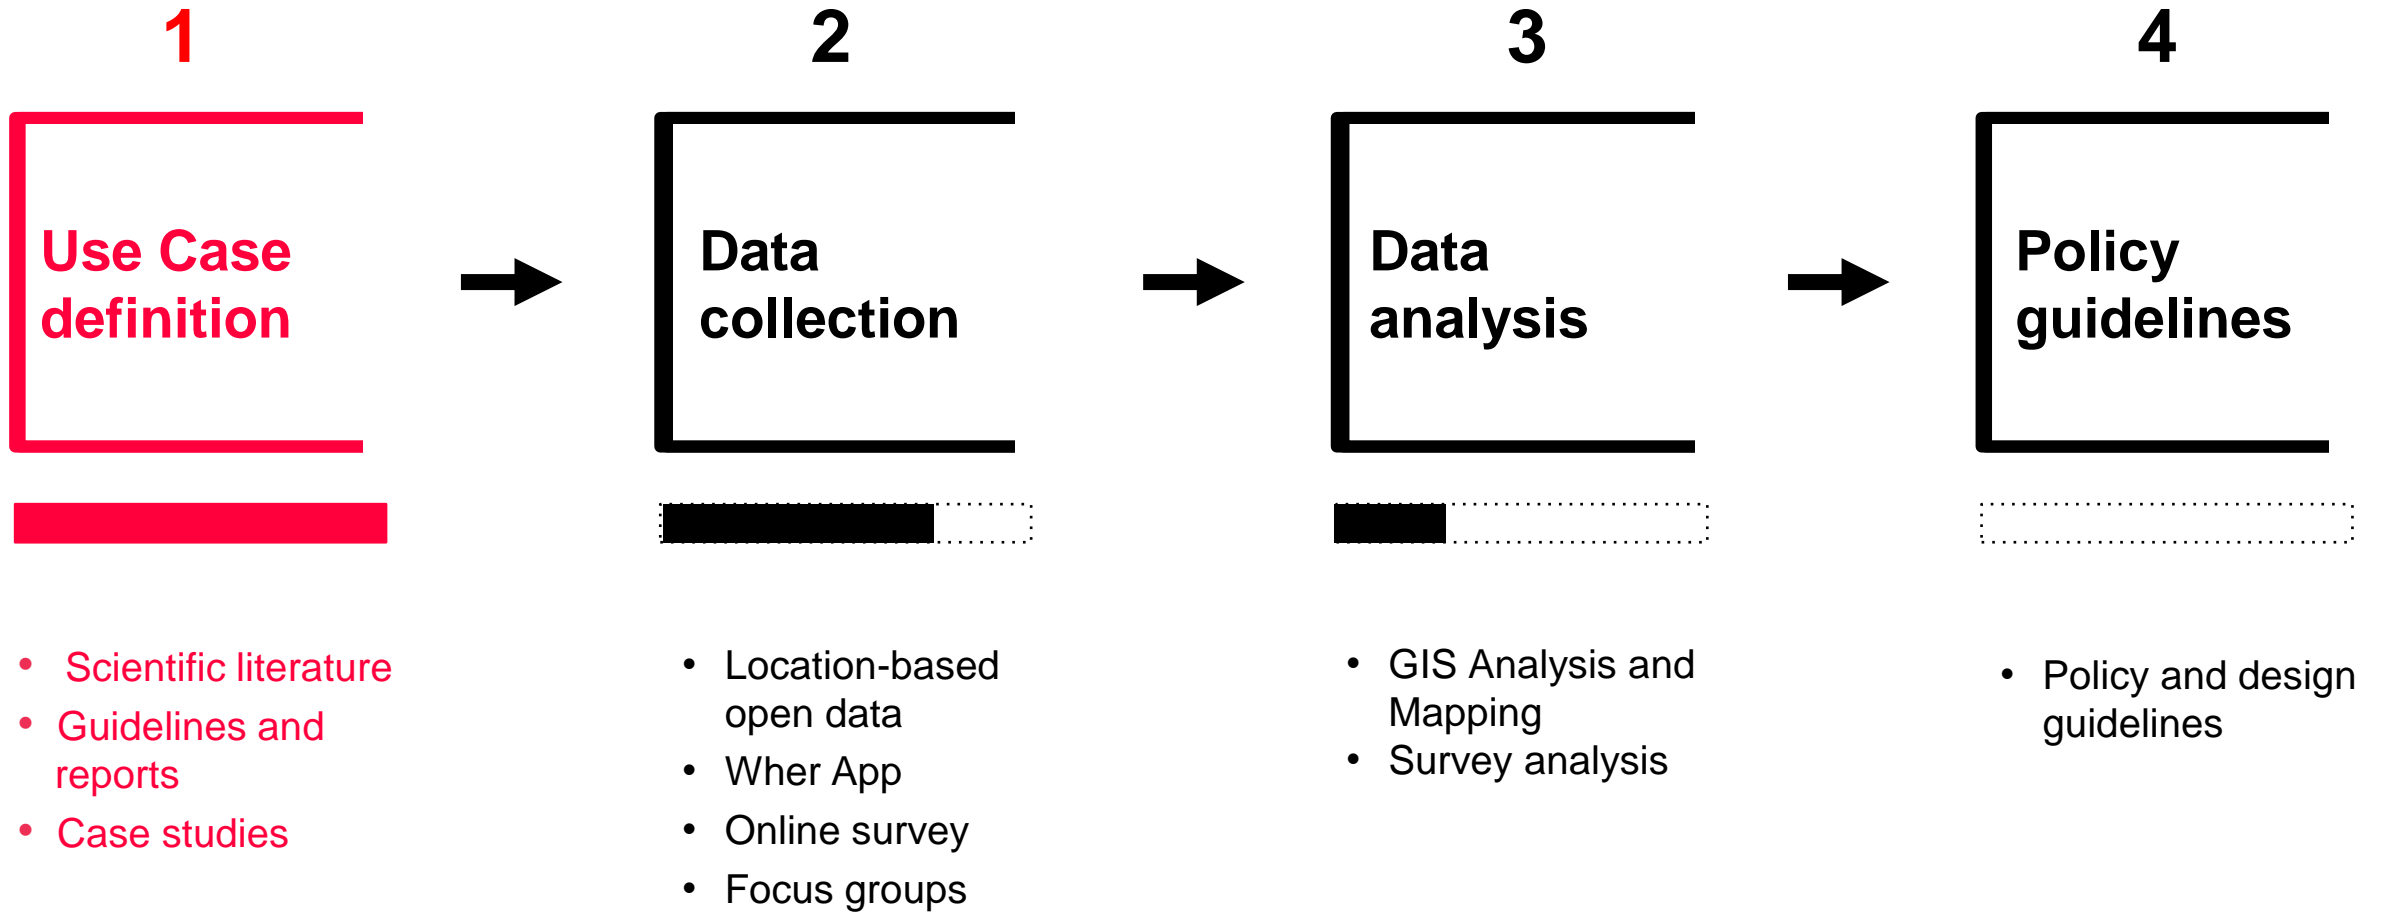 1
Use Case
definition
• Scientific literature
• Guidelines and
reports
• Case studies
2
Data
collection
• Location-based
open data
• Wher App
• Online survey
• Focus groups
3
Data
analysis
• GIS Analysis and
Mapping
• Survey analysis
4
Policy
guidelines
• Policy and design
guidelines